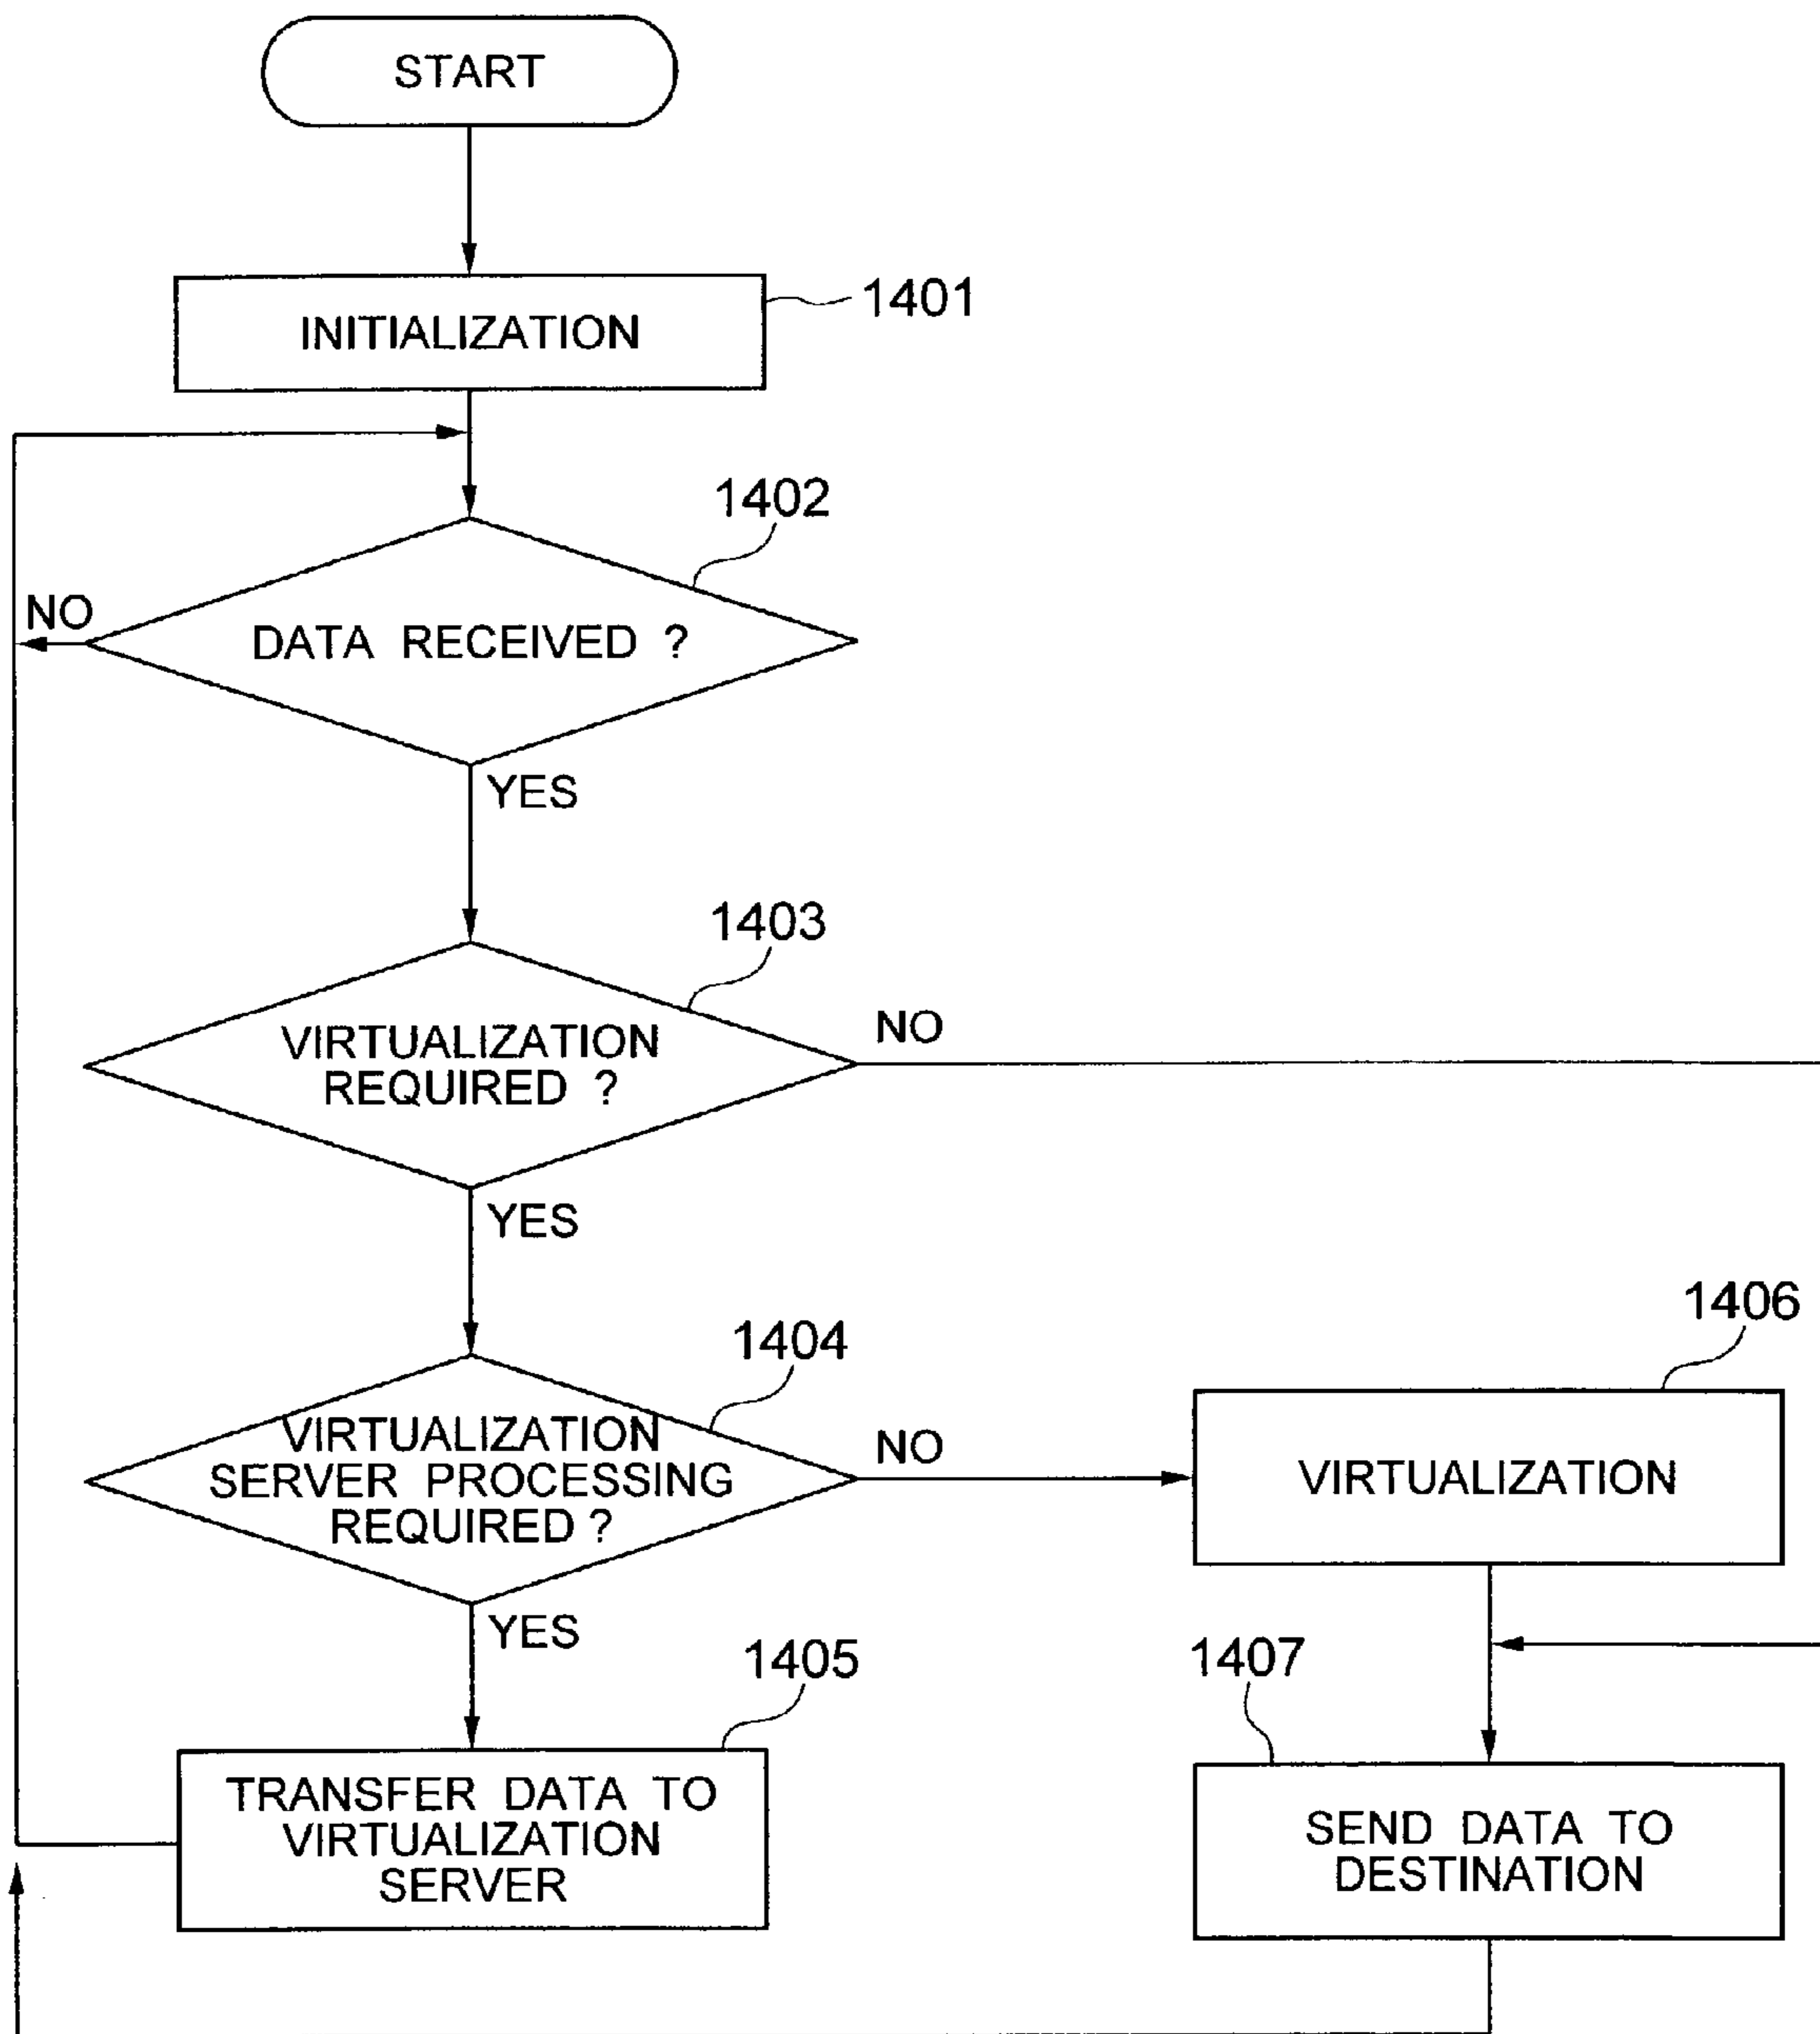 START
INITIALIZATION
1401
1402
NO
DATA RECEIVED ?
YES
1403
VIRTUALIZATION
REQUIRED ?
NO
YES
1404
VIRTUALIZATION
SERVER PROCESSING
REQUIRED ?
NO
1406
VIRTUALIZATION
YES
1405
TRANSFER DATA TO
VIRTUALIZATION
SERVER
1407
SEND DATA TO
DESTINATION